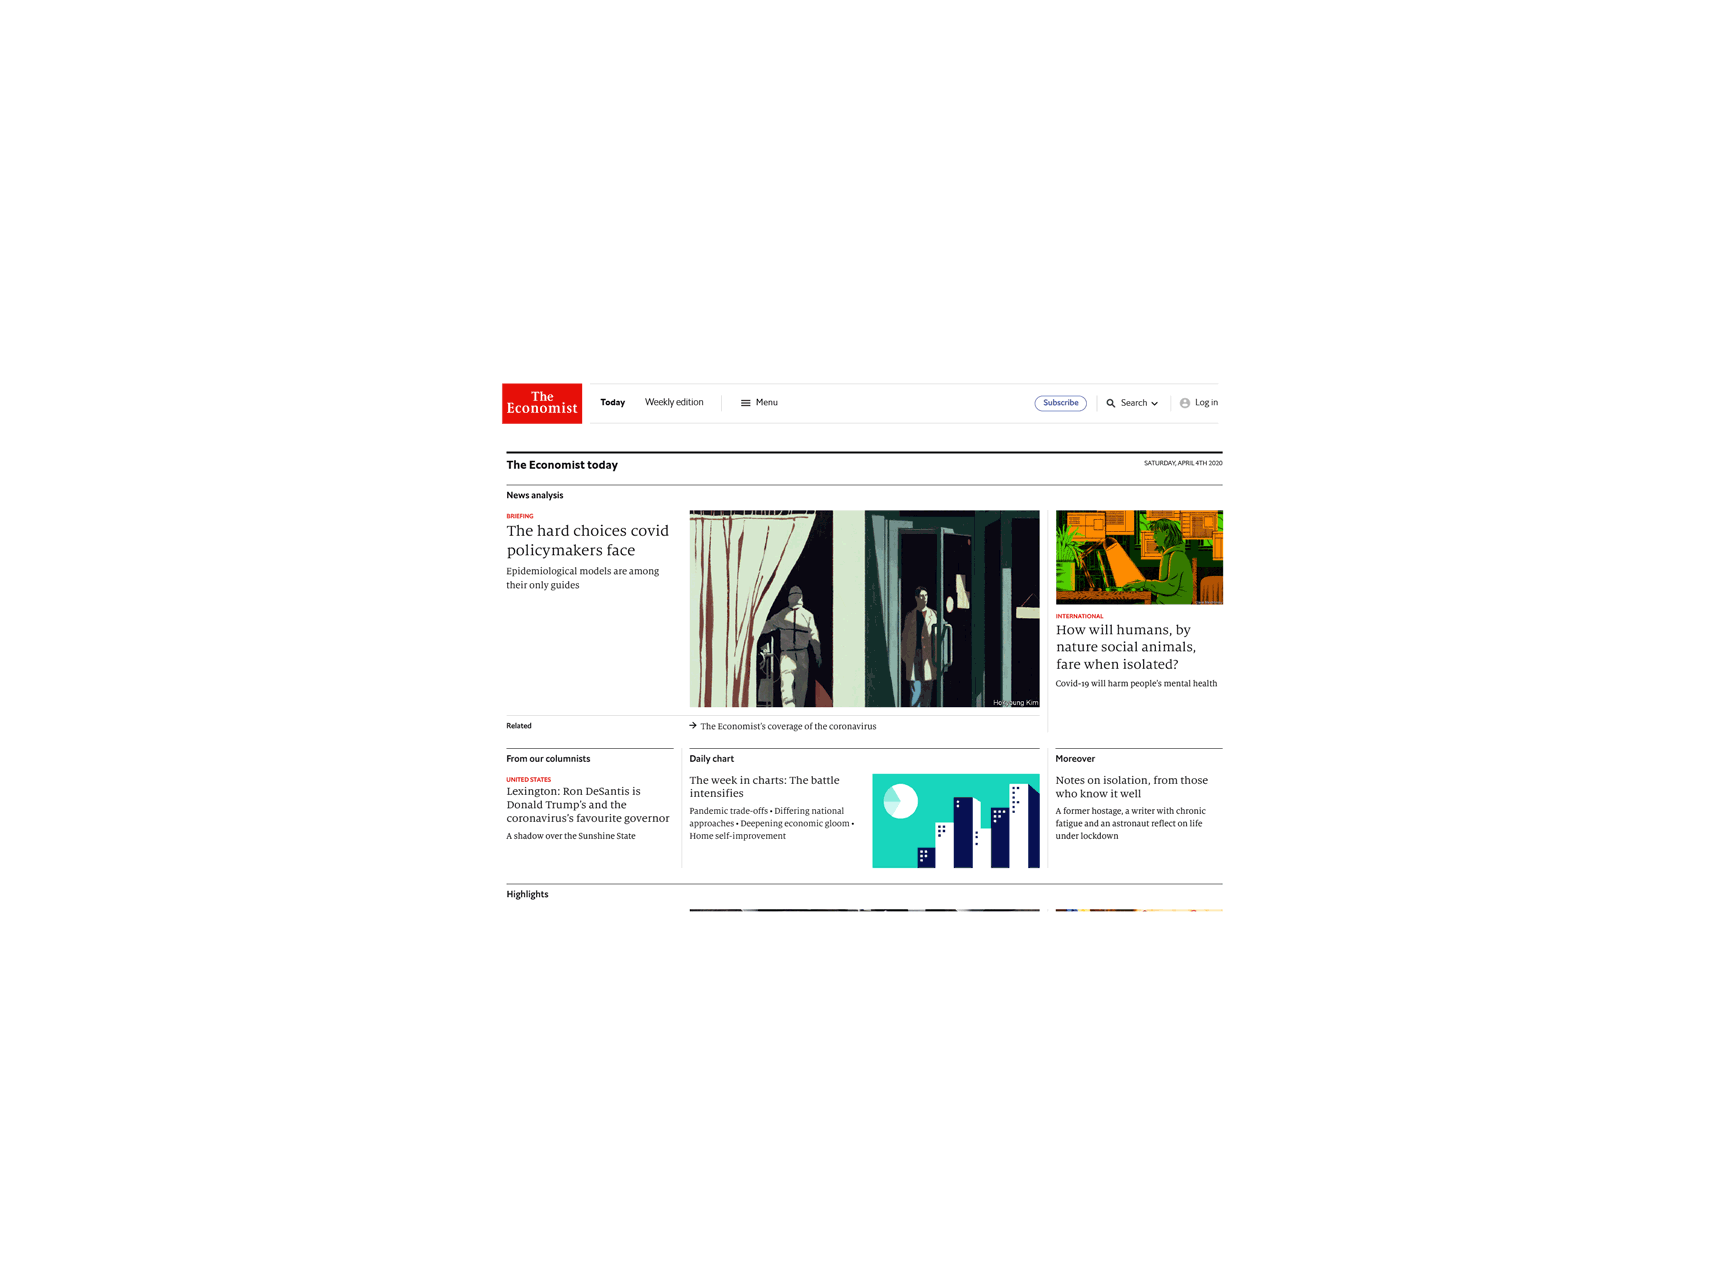 The
Economist
Today
Weekly edition
Menu
Subscribe
Search
Log in
The Economist today
SATURDAY, APRIL 4TH 2020
News analysis
BRIEFING
The hard choices covid
policymakers face
Epidemiological models are among
their only guides
Kim
INTERNATIONAL
How will humans, by
nature social animals,
fare when isolated?
Covid-19 will harm people's mental health
Related
The Economist's coverage of the coronavirus
From our columnists
UNITED STATES
Lexington: Ron DeSantis is
Donald Trump's and the
coronavirus's favourite governor
A shadow over the Sunshine State
Daily chart
The week in charts: The battle
intensifies
Pandemic trade-offs • Differing national
approaches • Deepening economic gloom •
Home self-improvement
Moreover
Notes on isolation, from those
who know it well
A former hostage, a writer with chronic
fatigue and an astronaut reflect on life
under lockdown
Highlights